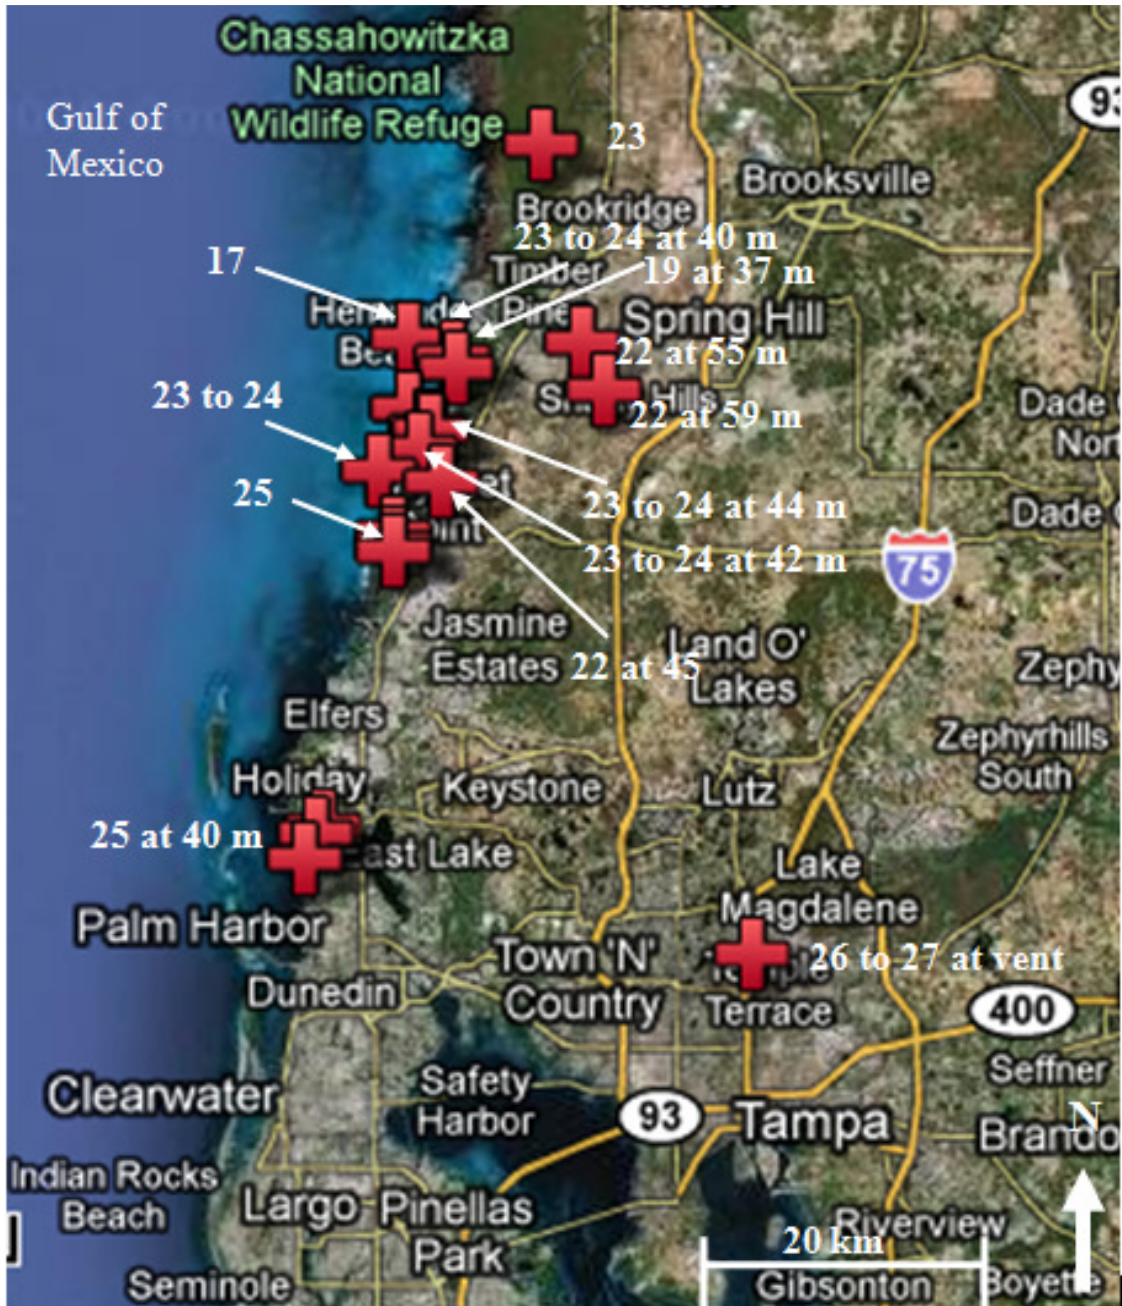 Chassahowitzka
National
Wildlife Refuge
Gulf of
Mexico
93
23
Brooksville
Brookridge
23 to 24 at 40 m
17
Timber
19 at 37 m
Pine
Spring Hill
22 at 55 m
23 to 24
Hills
22 at 59 m
Dade
Nort
25
23 to 24 at 44 m
Dade
23 to 24 at 42 m
75
Jasmine
Estates
22 at 45
Land O'
Lakes
Zephy
Elfers
Zephyrhills
South
Holiday
Keystone
Lutz
25 at 40 m
East Lake
Lake
Magdalene
Palm Harbor
Town 'N'
Country
26 to 27 at vent
Terrace
Dunedin
400
Seffner
Clearwater
Safety
Harbor
93
Tampa
N
Brando
Indian Rocks
Beach
Largo
Pinellas
Park
Riverview
20 km
Seminole
Gibsonton
Boyette